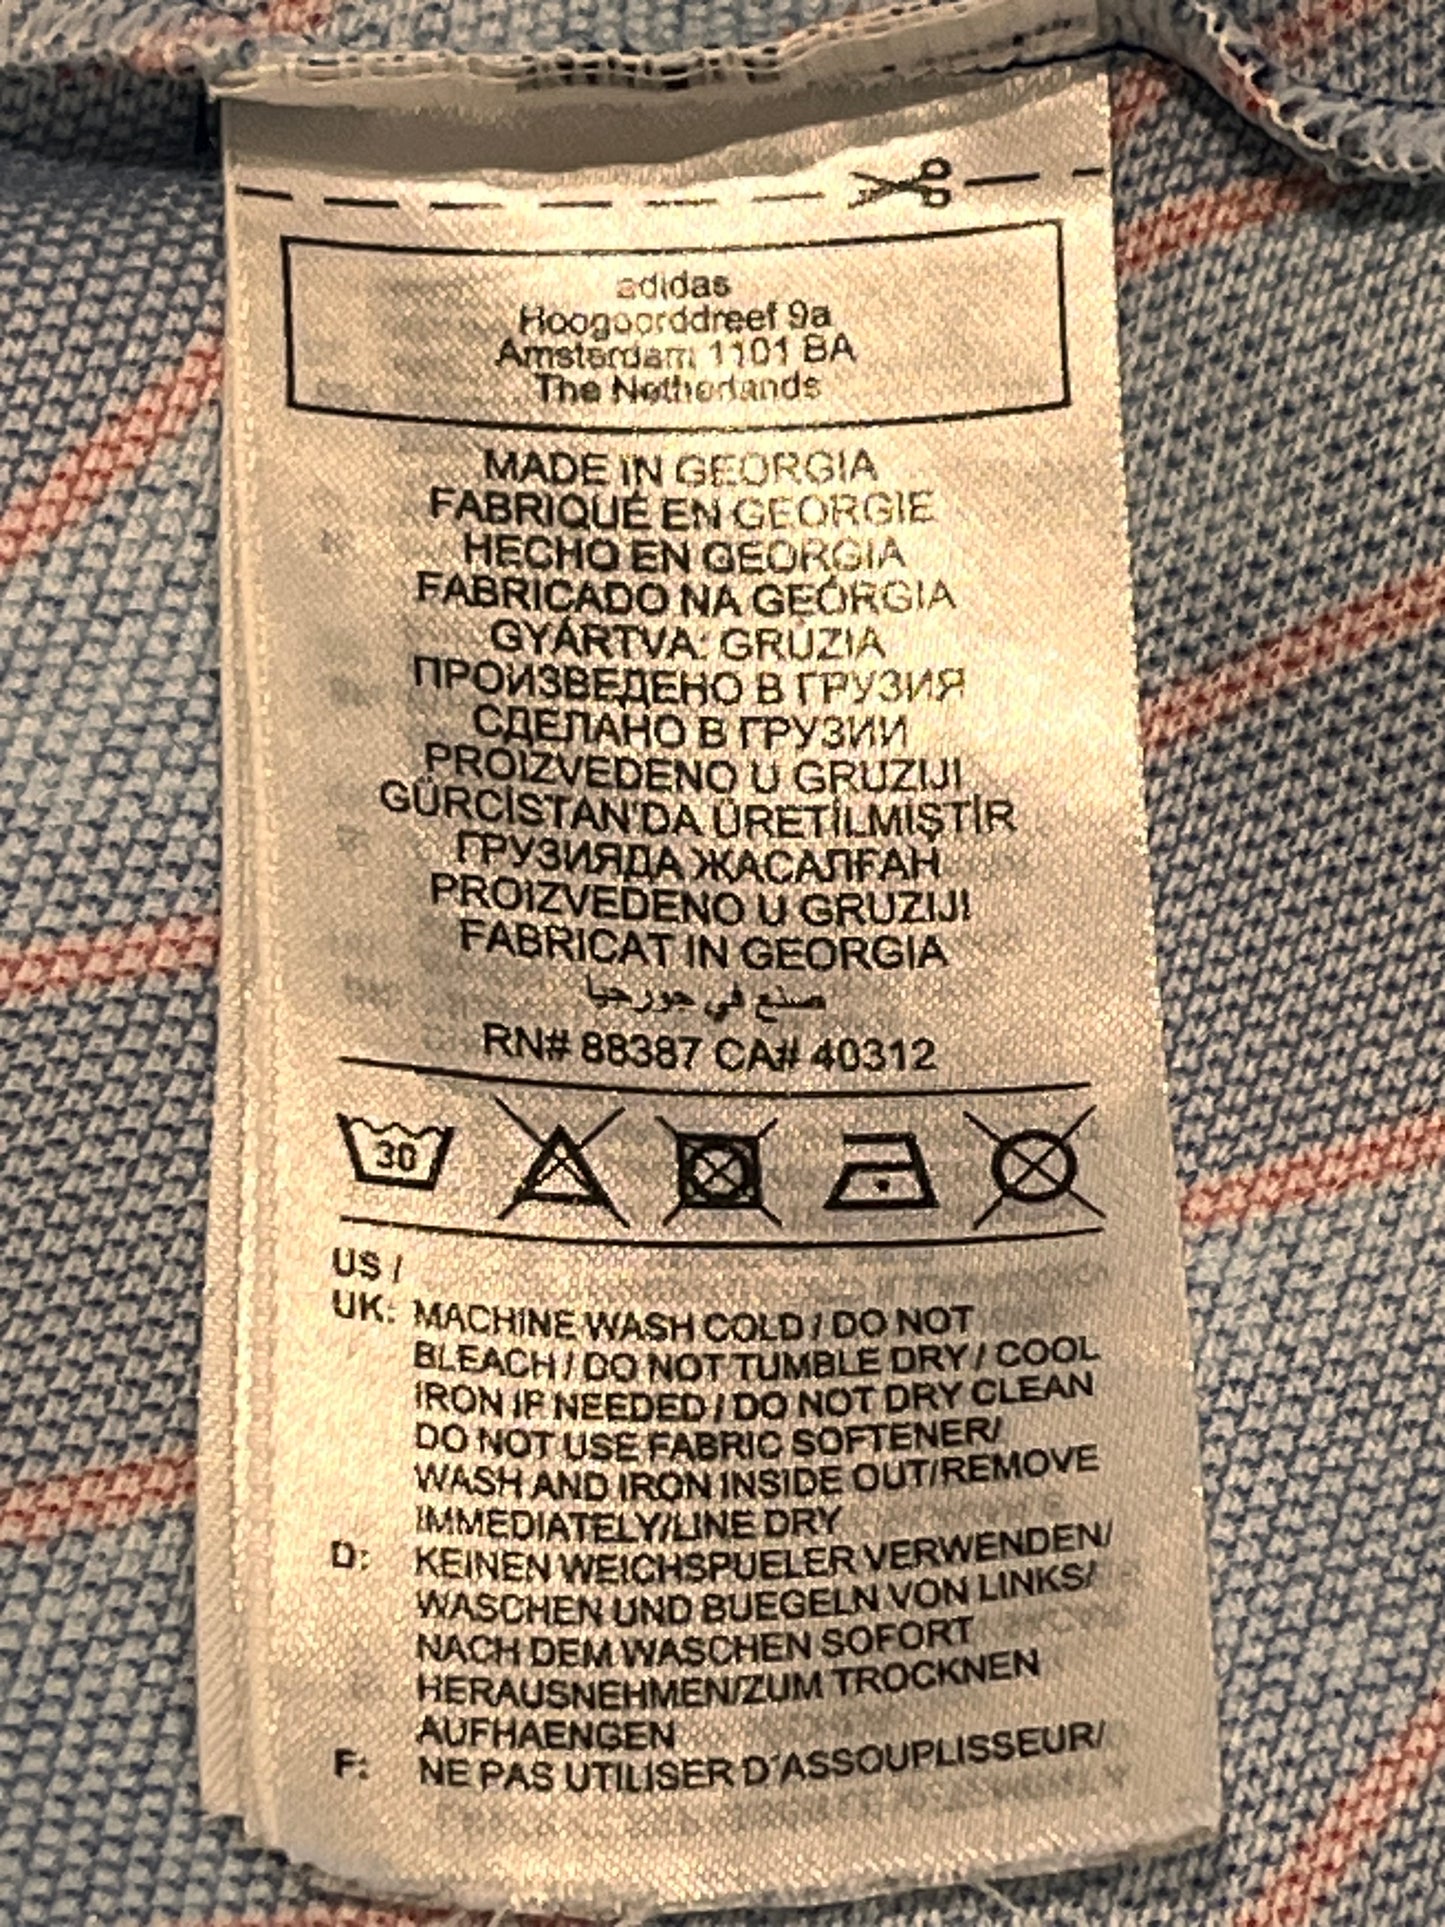 adidas
Hoogoorddreef 9a
Amsterdam 1101 BA
The Netherlands
MADE IN GEORGIA
FABRIQUÉ EN GEORGIE
HECHO EN GEORGIA
FABRICADO NA GEÓRGIA
GYÁRTVA: GRÚZIA
ПРОИЗВЕДЕНО В ГРУЗИЯ
СДЕЛАНО В ГРУЗИИ
PROIZVEDENO U GRUZIJI
GÜRCİSTAN'DA ÜRETİLMİŞTİR
ГРУЗИЯДА ЖАСАЛҒАН
PROIZVEDENO U GRUZIJI
FABRICAT IN GEORGIA
صنع في جورجيا
RN# 88387 CA# 40312
30
US /
UK: MACHINE WASH COLD / DO NOT
BLEACH / DO NOT TUMBLE DRY / COOL
IRON IF NEEDED / DO NOT DRY CLEAN
DO NOT USE FABRIC SOFTENER/
WASH AND IRON INSIDE OUT/REMOVE
IMMEDIATELY/LINE DRY
D: KEINEN WEICHSPUELER VERWENDEN/
WASCHEN UND BUEGELN VON LINKS/
NACH DEM WASCHEN SOFORT
HERAUSNEHMEN/ZUM TROCKNEN
AUFHAENGEN
F: NE PAS UTILISER D'ASSOUPLISSEUR/